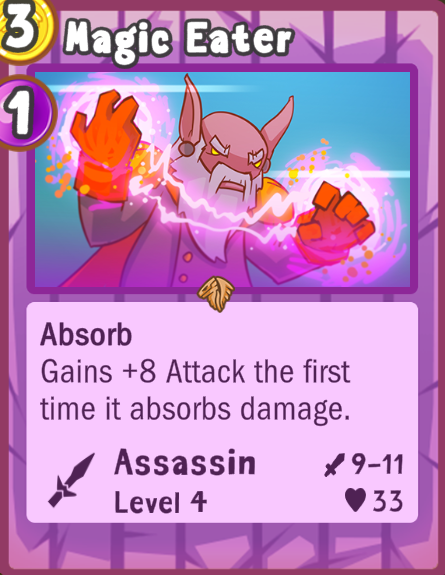 3
Magic Eater
1
Absorb
Gains +8 Attack the first
time it absorbs damage.
Assassin 9–11
Level 4 33